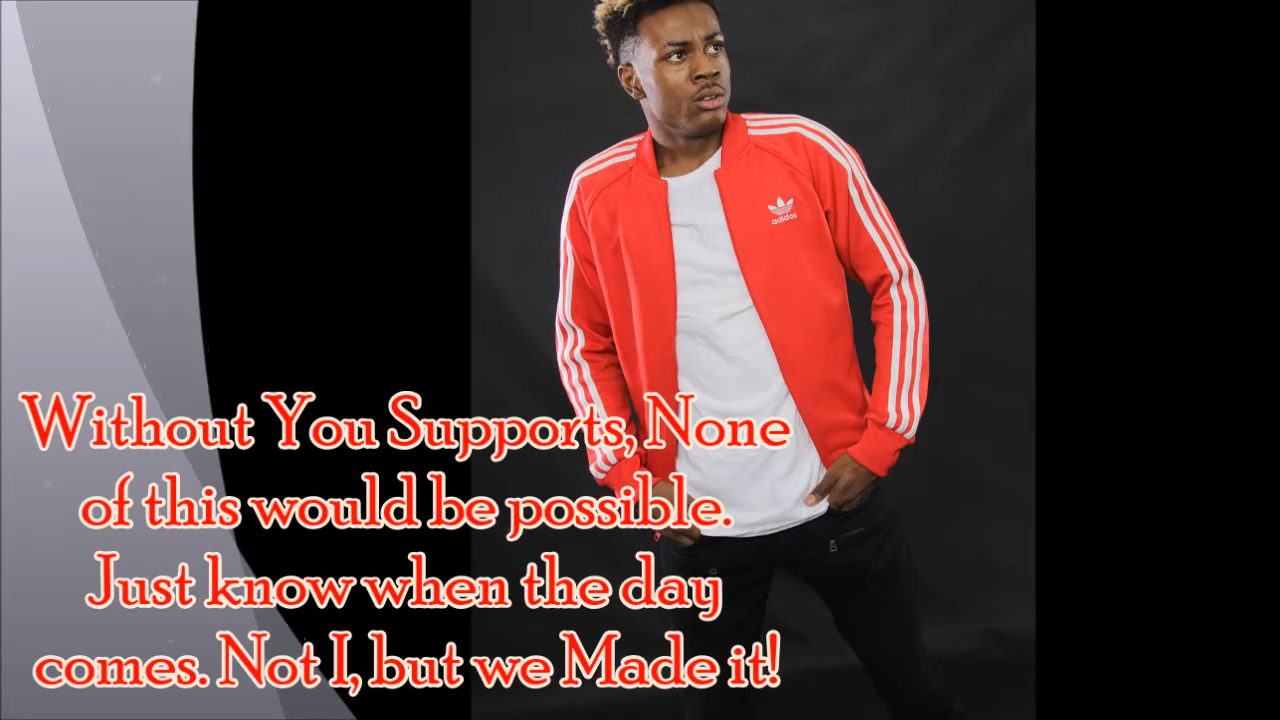 adidas
Without You Supports, None
of this would be possible.
Just know when the day
comes. Not I, but we Made it!